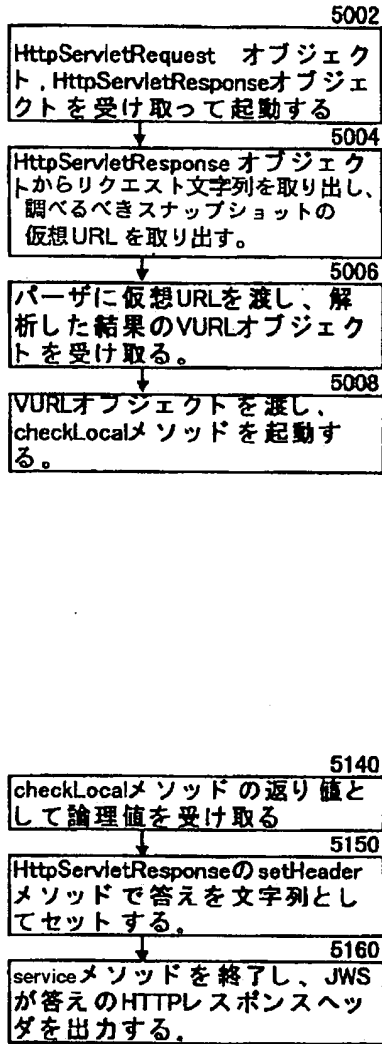 5002
HttpServletRequest オブジェク
ト, HttpServletResponseオブジェ
クトを受け取って起動する
5004
HttpServletResponse オブジェク
トからリクエスト文字列を取り出し、
調べるべきスナップショットの
仮想URL を取り出す。
5006
パーザに仮想URLを渡し、解
析した結果のVURLオブジェク
トを受け取る。
5008
VURLオブジェクトを渡し、
checkLocalメソッドを起動す
る。
5140
checkLocalメソッドの返り値と
して論理値を受け取る
5150
HttpServletResponseのsetHeader
メソッドで答えを文字列とし
てセットする。
5160
serviceメソッドを終了し、JWS
が答えのHTTPレスポンスヘッ
ダを出力する.